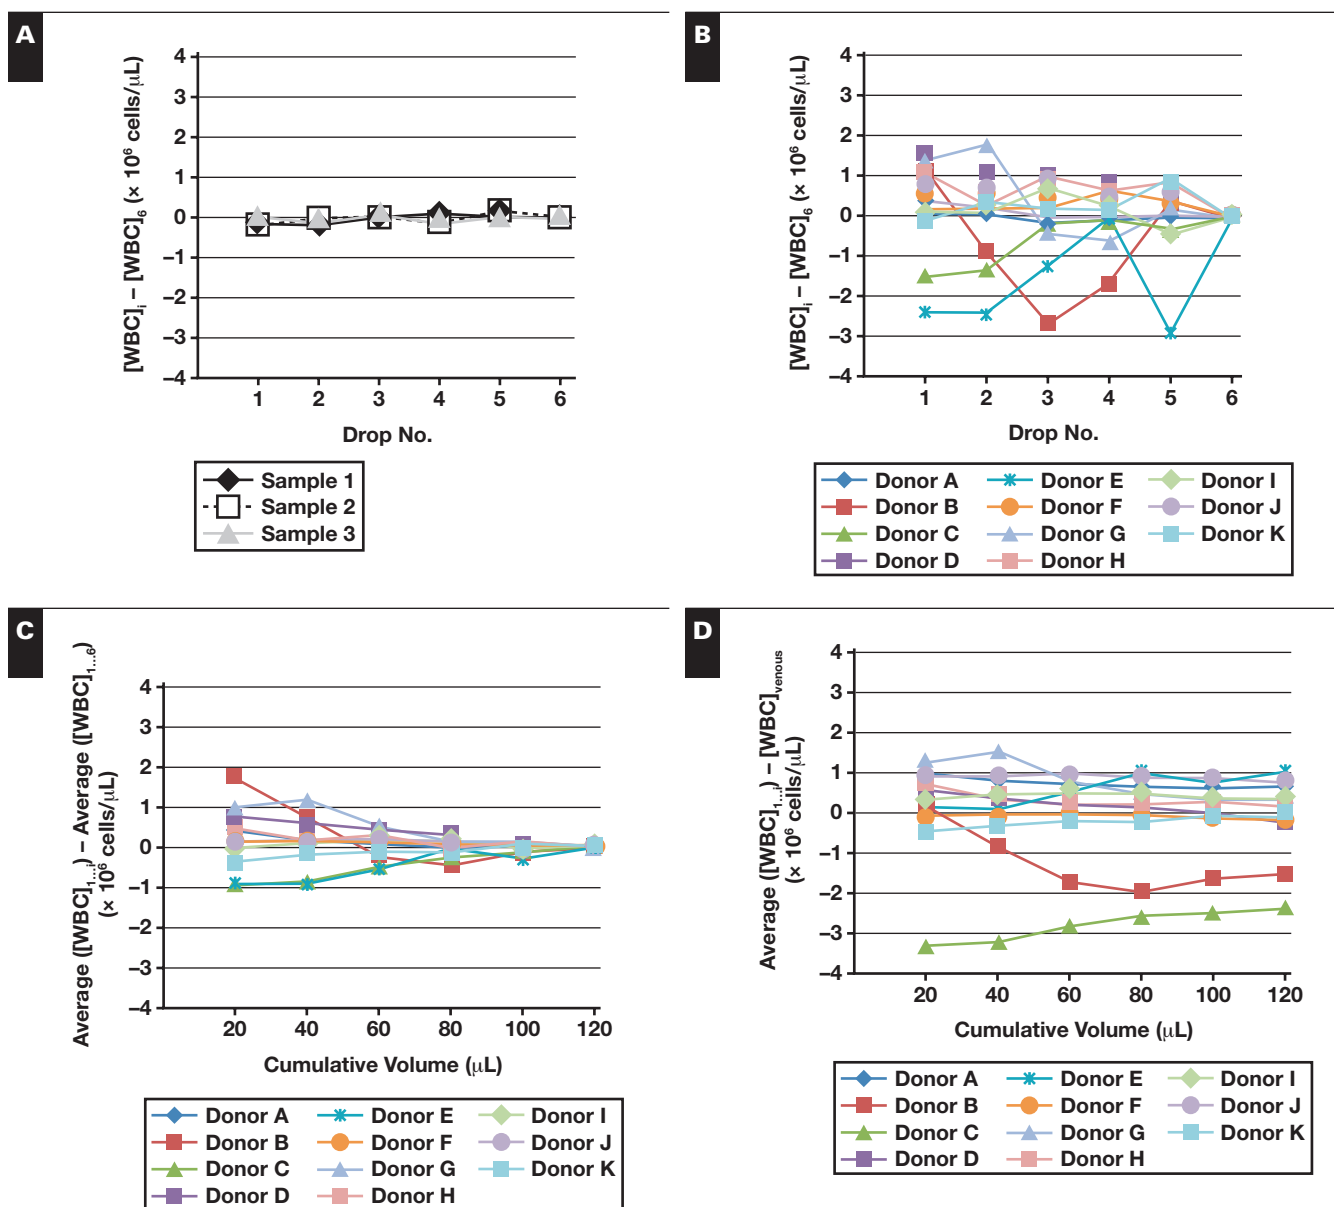 A
[WBC]i – [WBC]6 (× 10⁶ cells/µL)
4
3
2
1
0
–1
–2
–3
–4
1 2 3 4 5 6
Drop No.
Sample 1
Sample 2
Sample 3
B
[WBC]i – [WBC]6 (× 10⁶ cells/µL)
4
3
2
1
0
–1
–2
–3
–4
1 2 3 4 5 6
Drop No.
Donor A Donor E Donor I
Donor B Donor F Donor J
Donor C Donor G Donor K
Donor D Donor H
C
Average ([WBC]1...i) – Average ([WBC]1...6)
(× 10⁶ cells/µL)
4
3
2
1
0
–1
–2
–3
–4
20 40 60 80 100 120
Cumulative Volume (µL)
Donor A Donor E Donor I
Donor B Donor F Donor J
Donor C Donor G Donor K
Donor D Donor H
D
Average ([WBC]1...i) – [WBC]venous
(× 10⁶ cells/µL)
4
3
2
1
0
–1
–2
–3
–4
20 40 60 80 100 120
Cumulative Volume (µL)
Donor A Donor E Donor I
Donor B Donor F Donor J
Donor C Donor G Donor K
Donor D Donor H